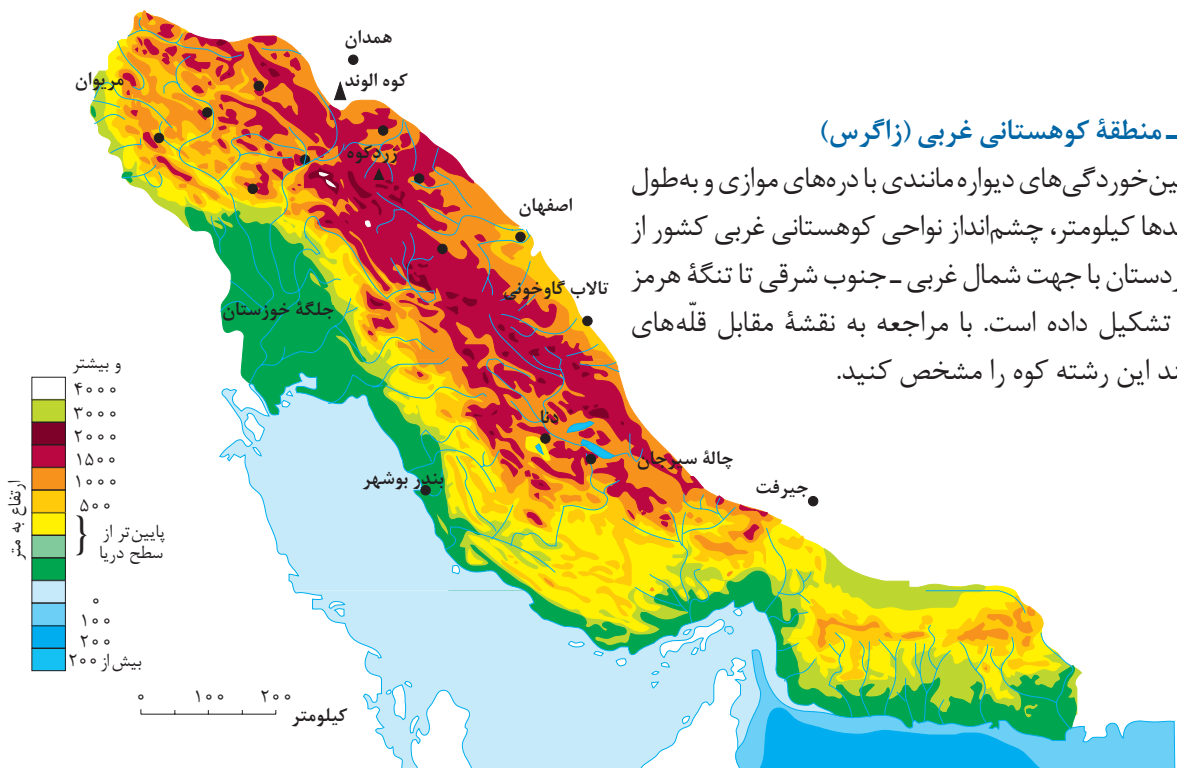 ـ منطقهٔ کوهستانی غربی (زاگرس)
ین‌خوردگی‌های دیواره‌مانندی با دره‌های موازی و به‌طول
دها کیلومتر، چشم‌انداز نواحی کوهستانی غربی کشور از
ردستان با جهت شمال غربی ـ جنوب شرقی تا تنگهٔ هرمز
تشکیل داده است. با مراجعه به نقشهٔ مقابل قلّه‌های
ند این رشته کوه را مشخص کنید.
همدان
کوه الوند
مریوان
زردکوه
اصفهان
تالاب گاوخونی
جلگهٔ خوزستان
دنا
چالهٔ سیرجان
جیرفت
بندر بوشهر
و بیشتر
۴۰۰۰
۳۰۰۰
۲۰۰۰
۱۵۰۰
۱۰۰۰
۵۰۰
پایین‌تر از
سطح دریا
۰
۱۰۰
۲۰۰
بیش از ۲۰۰
ارتفاع به متر
۰ ۱۰۰ ۲۰۰
کیلومتر